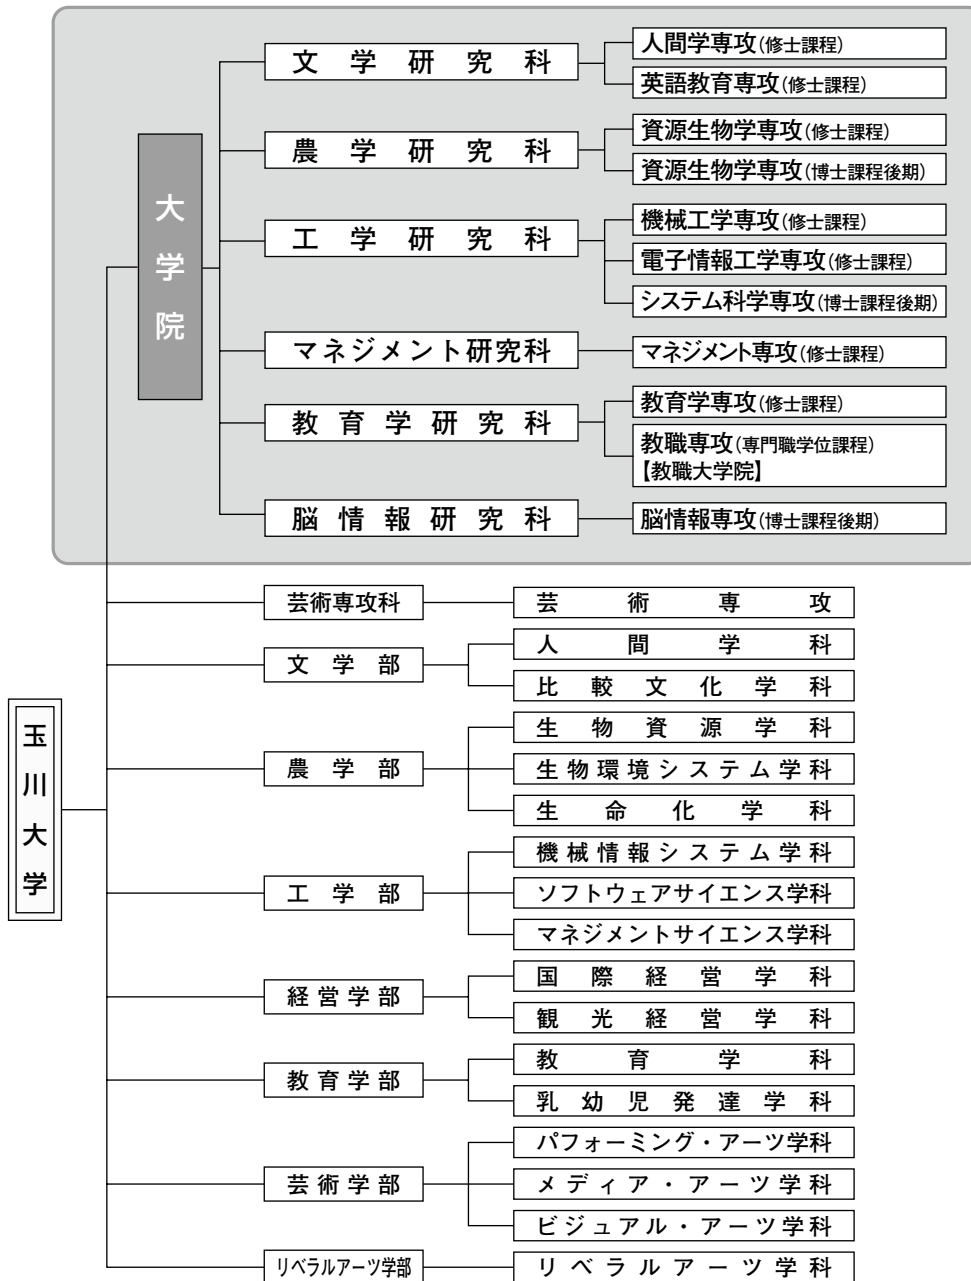 玉川大学
大学院
文学研究科
人間学専攻(修士課程)
英語教育専攻(修士課程)
農学研究科
資源生物学専攻(修士課程)
資源生物学専攻(博士課程後期)
工学研究科
機械工学専攻(修士課程)
電子情報工学専攻(修士課程)
システム科学専攻(博士課程後期)
マネジメント研究科
マネジメント専攻(修士課程)
教育学研究科
教育学専攻(修士課程)
教職専攻(専門職学位課程)
【教職大学院】
脳情報研究科
脳情報専攻(博士課程後期)
芸術専攻科
芸術専攻
文学部
人間学科
比較文化学科
農学部
生物資源学科
生物環境システム学科
生命化学科
工学部
機械情報システム学科
ソフトウェアサイエンス学科
マネジメントサイエンス学科
経営学部
国際経営学科
観光経営学科
教育学部
教育学科
乳幼児発達学科
芸術学部
パフォーミング・アーツ学科
メディア・アーツ学科
ビジュアル・アーツ学科
リベラルアーツ学部
リベラルアーツ学科